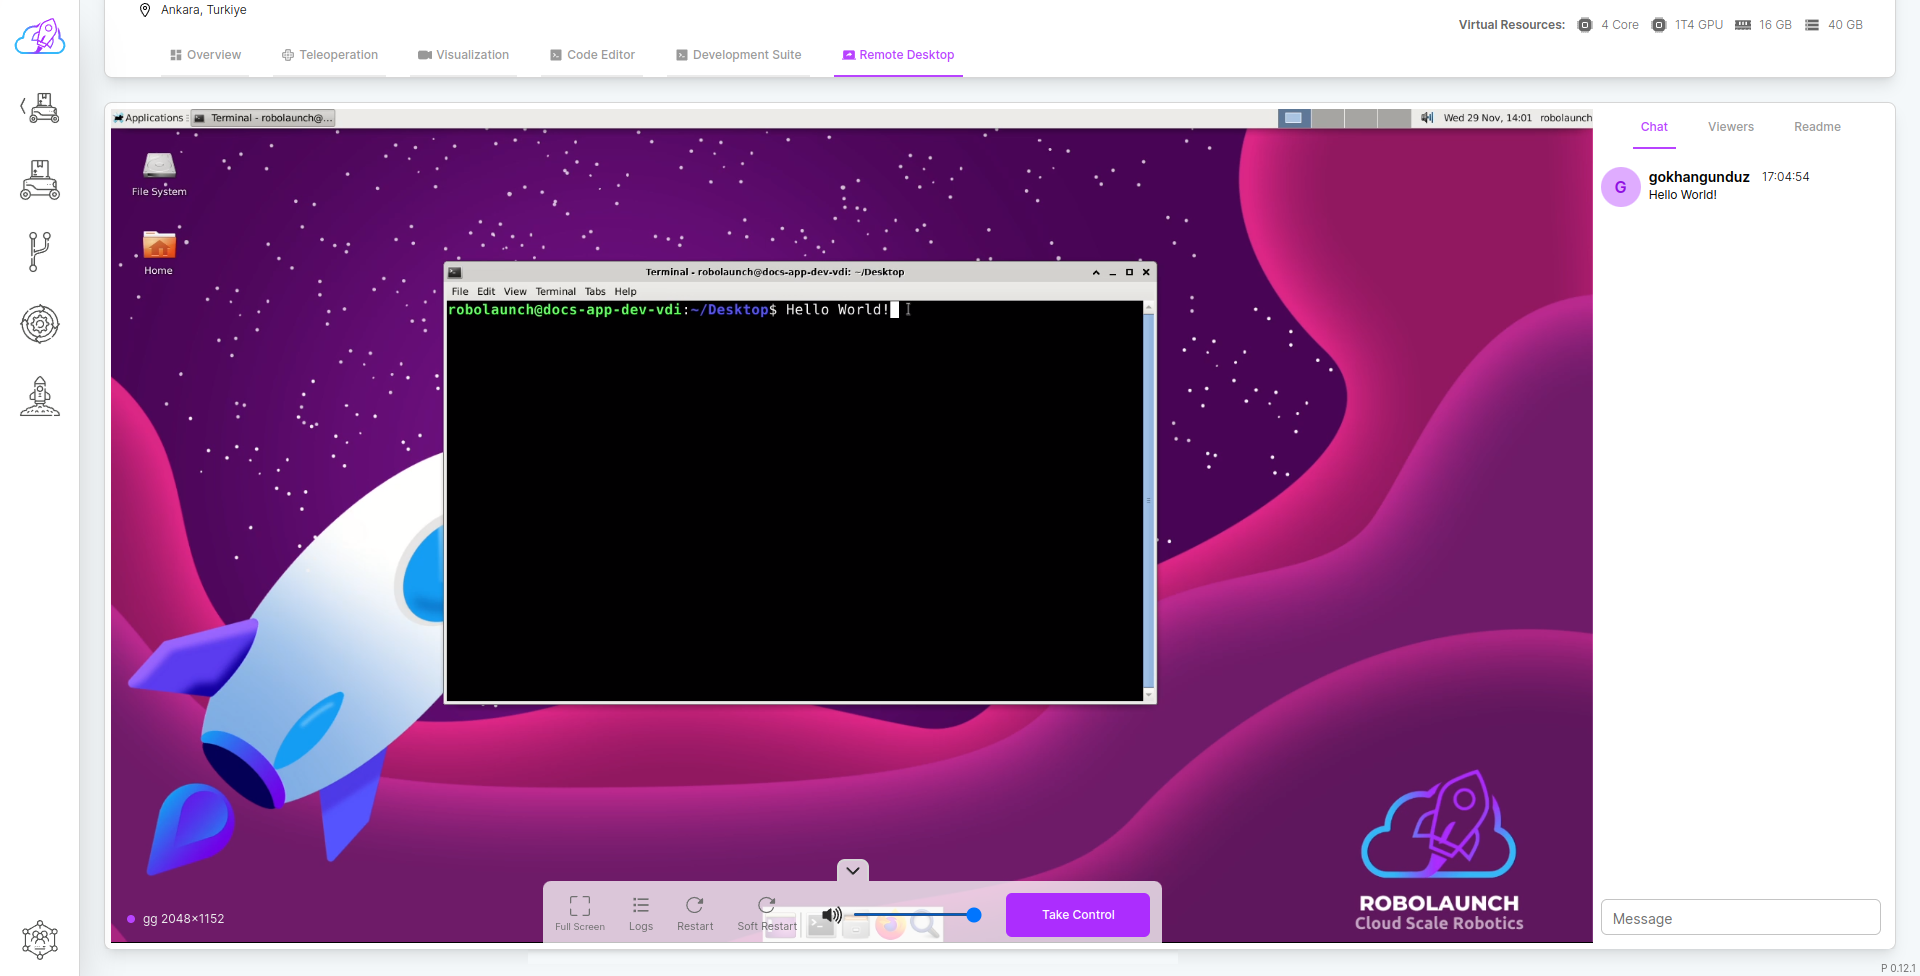 Ankara, Turkiye
Virtual Resources: 4 Core 1T4 GPU 16 GB 40 GB
Overview Teleoperation Visualization Code Editor Development Suite Remote Desktop
Applications Terminal - robolaunch@... Wed 29 Nov, 14:01 robolaunch
Chat Viewers Readme
G gokhangunduz 17:04:54
Hello World!
File System
Home
Terminal - robolaunch@docs-app-dev-vdi: ~/Desktop
File Edit View Terminal Tabs Help
robolaunch@docs-app-dev-vdi:~/Desktop$ Hello World!
ROBOLAUNCH
Cloud Scale Robotics
gg 2048×1152
Full Screen Logs Restart Soft Restart Take Control
Message
P 0.12.1